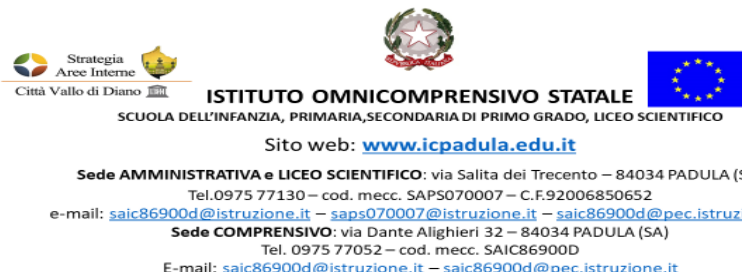 Strategia
Aree Interne
Città Vallo di Diano
ISTITUTO OMNICOMPRENSIVO STATALE
SCUOLA DELL'INFANZIA, PRIMARIA,SECONDARIA DI PRIMO GRADO, LICEO SCIENTIFICO
Sito web: www.icpadula.edu.it
Sede AMMINISTRATIVA e LICEO SCIENTIFICO: via Salita dei Trecento – 84034 PADULA (S
Tel.0975 77130 – cod. mecc. SAPS070007 – C.F.92006850652
e-mail: saic86900d@istruzione.it – saps070007@istruzione.it – saic86900d@pec.istruz
Sede COMPRENSIVO: via Dante Alighieri 32 – 84034 PADULA (SA)
Tel. 0975 77052 – cod. mecc. SAIC86900D
E-mail: saic86900d@istruzione.it – saic86900d@pec.istruzione.it